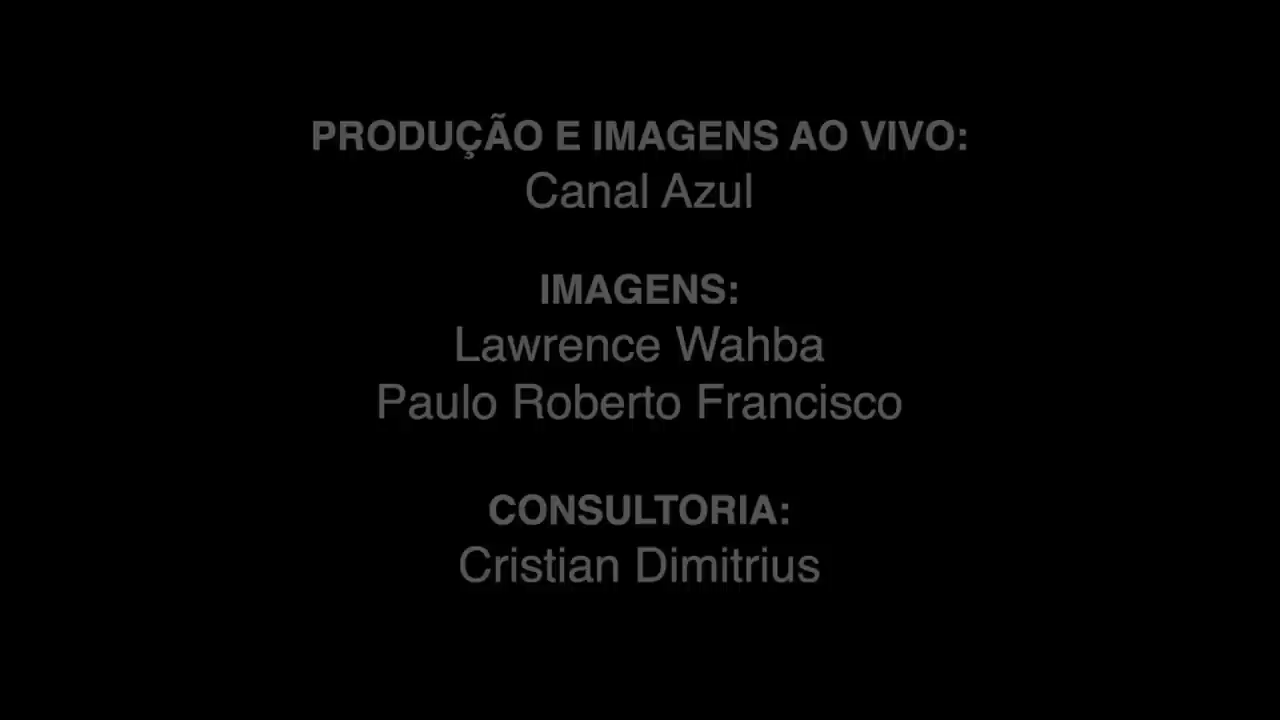 PRODUÇÃO E IMAGENS AO VIVO:
Canal Azul
IMAGENS:
Lawrence Wahba
Paulo Roberto Francisco
CONSULTORIA:
Cristian Dimitrius